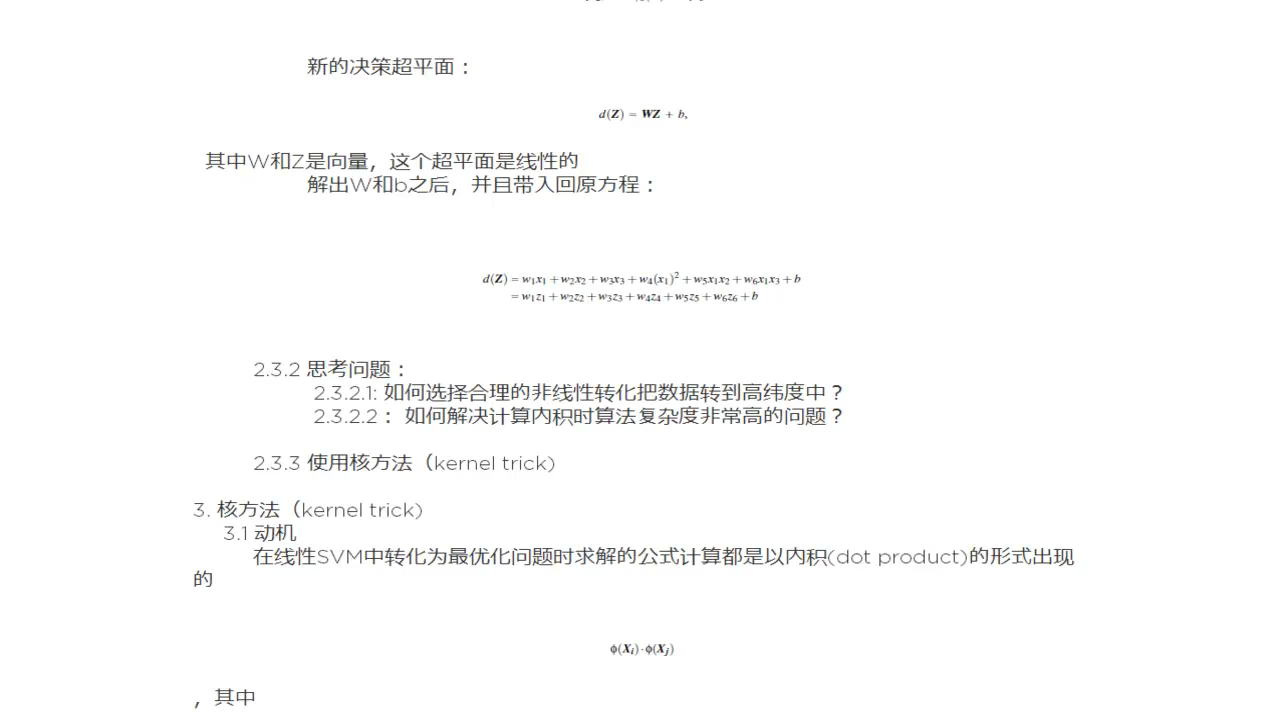 新的决策超平面：
d(Z) = WZ + b,
其中W和Z是向量，这个超平面是线性的
解出W和b之后，并且带入回原方程：
d(Z) = w₁x₁ + w₂x₂ + w₃x₃ + w₄(x₁)² + w₅x₁x₂ + w₆x₁x₃ + b
= w₁z₁ + w₂z₂ + w₃z₃ + w₄z₄ + w₅z₅ + w₆z₆ + b
2.3.2 思考问题：
2.3.2.1: 如何选择合理的非线性转化把数据转到高纬度中？
2.3.2.2： 如何解决计算内积时算法复杂度非常高的问题？
2.3.3 使用核方法（kernel trick)
3. 核方法（kernel trick)
3.1 动机
在线性SVM中转化为最优化问题时求解的公式计算都是以内积(dot product)的形式出现
的
ϕ(Xᵢ)·ϕ(Xⱼ)
，其中